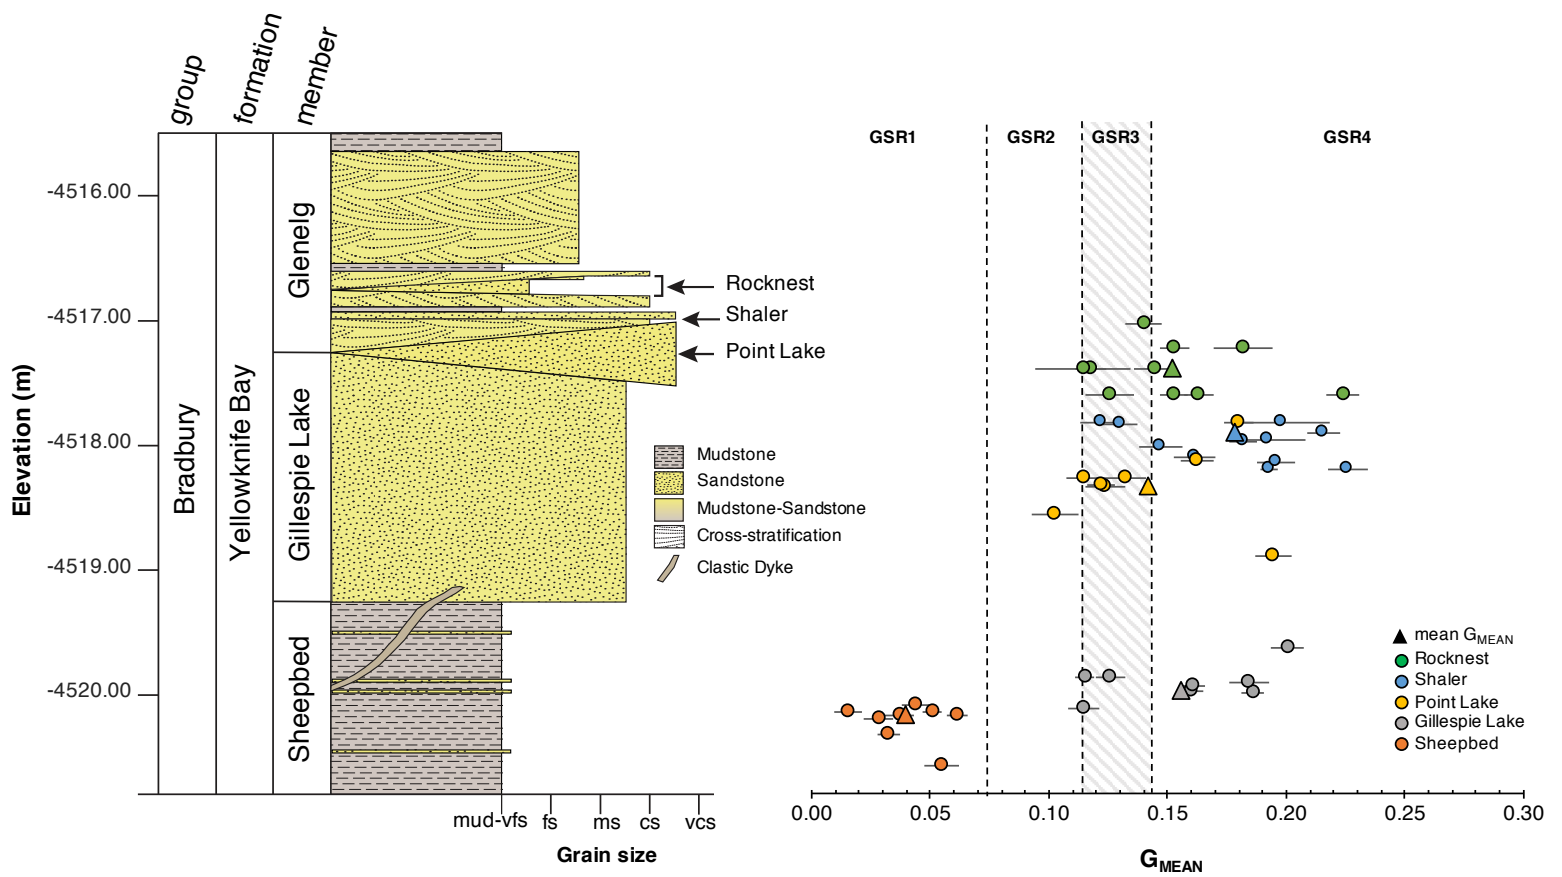 group
formation
member
Elevation (m)
-4516.00
-4517.00
-4518.00
-4519.00
-4520.00
Bradbury
Yellowknife Bay
Glenelg
Gillespie Lake
Sheepbed
Rocknest
Shaler
Point Lake
Mudstone
Sandstone
Mudstone-Sandstone
Cross-stratification
Clastic Dyke
mud-vfs fs ms cs vcs
Grain size
GSR1 GSR2 GSR3 GSR4
mean GMEAN
Rocknest
Shaler
Point Lake
Gillespie Lake
Sheepbed
0.00 0.05 0.10 0.15 0.20 0.25 0.30
GMEAN